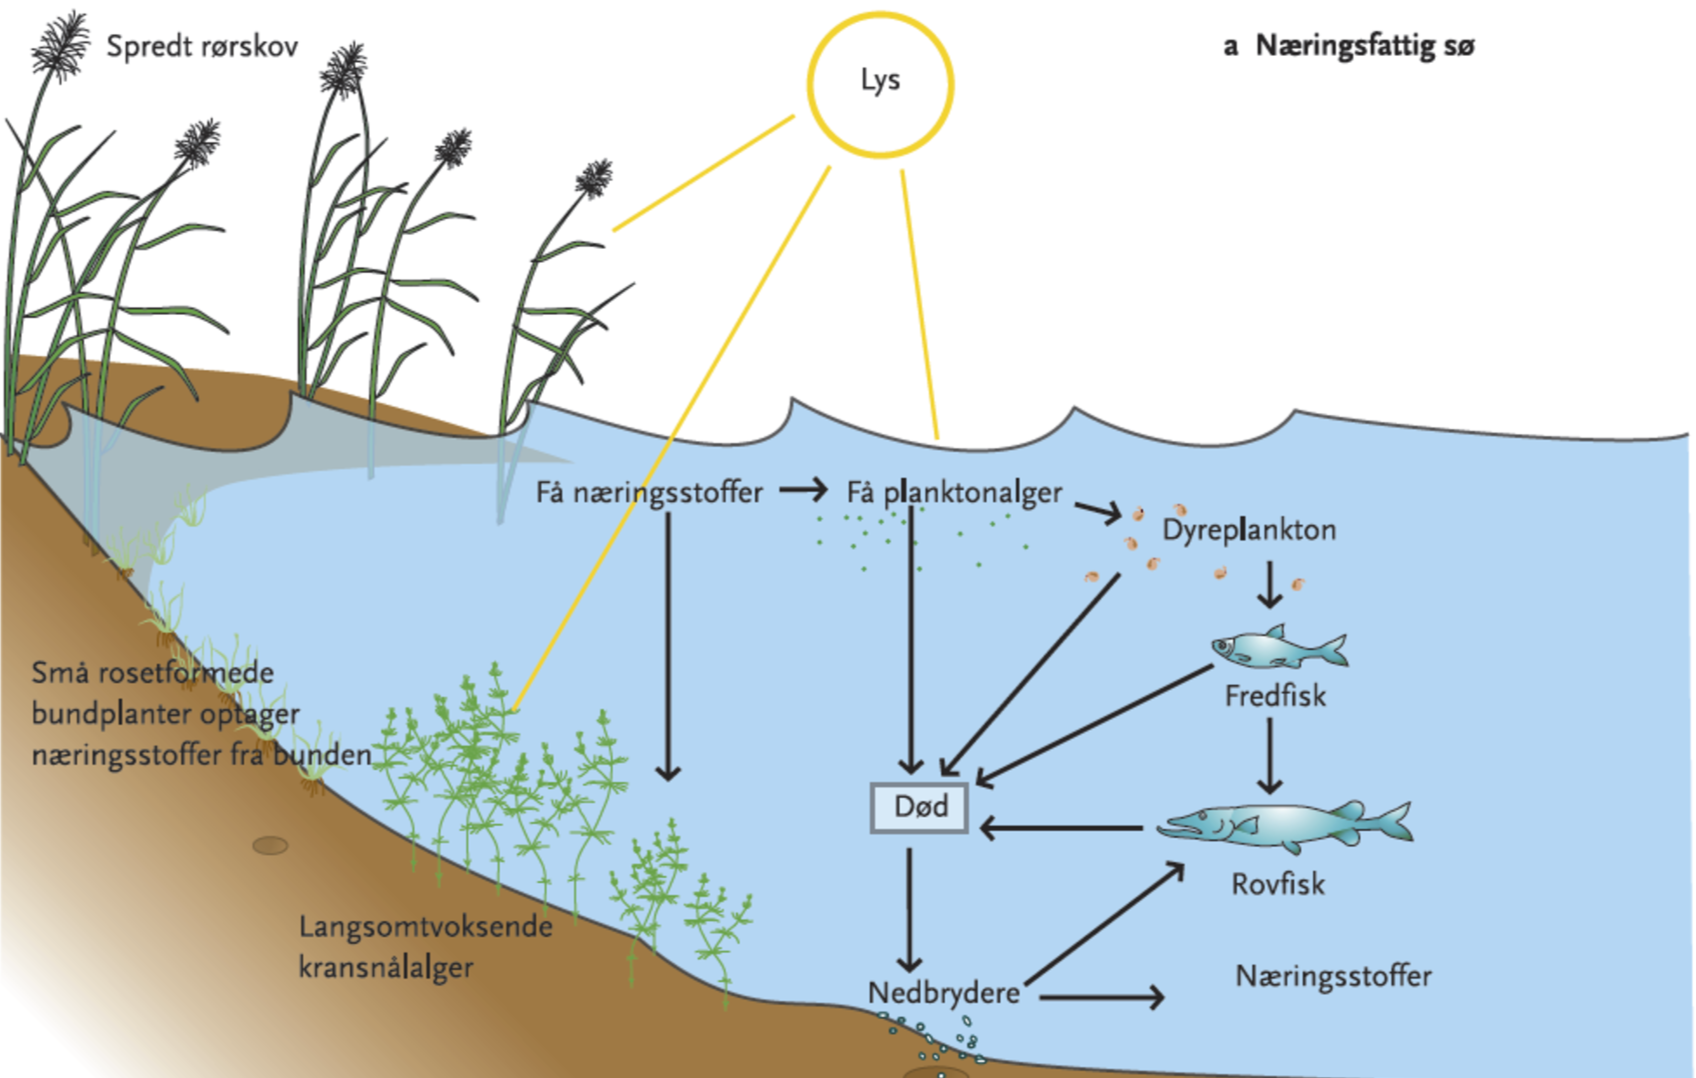 Spredt rørskov
Lys
a Næringsfattig sø
Få næringsstoffer
Få planktonalger
Dyreplankton
Fredfisk
Små rosetformede
bundplanter optager
næringsstoffer fra bunden
Død
Rovfisk
Langsomtvoksende
kransnålalger
Nedbrydere
Næringsstoffer